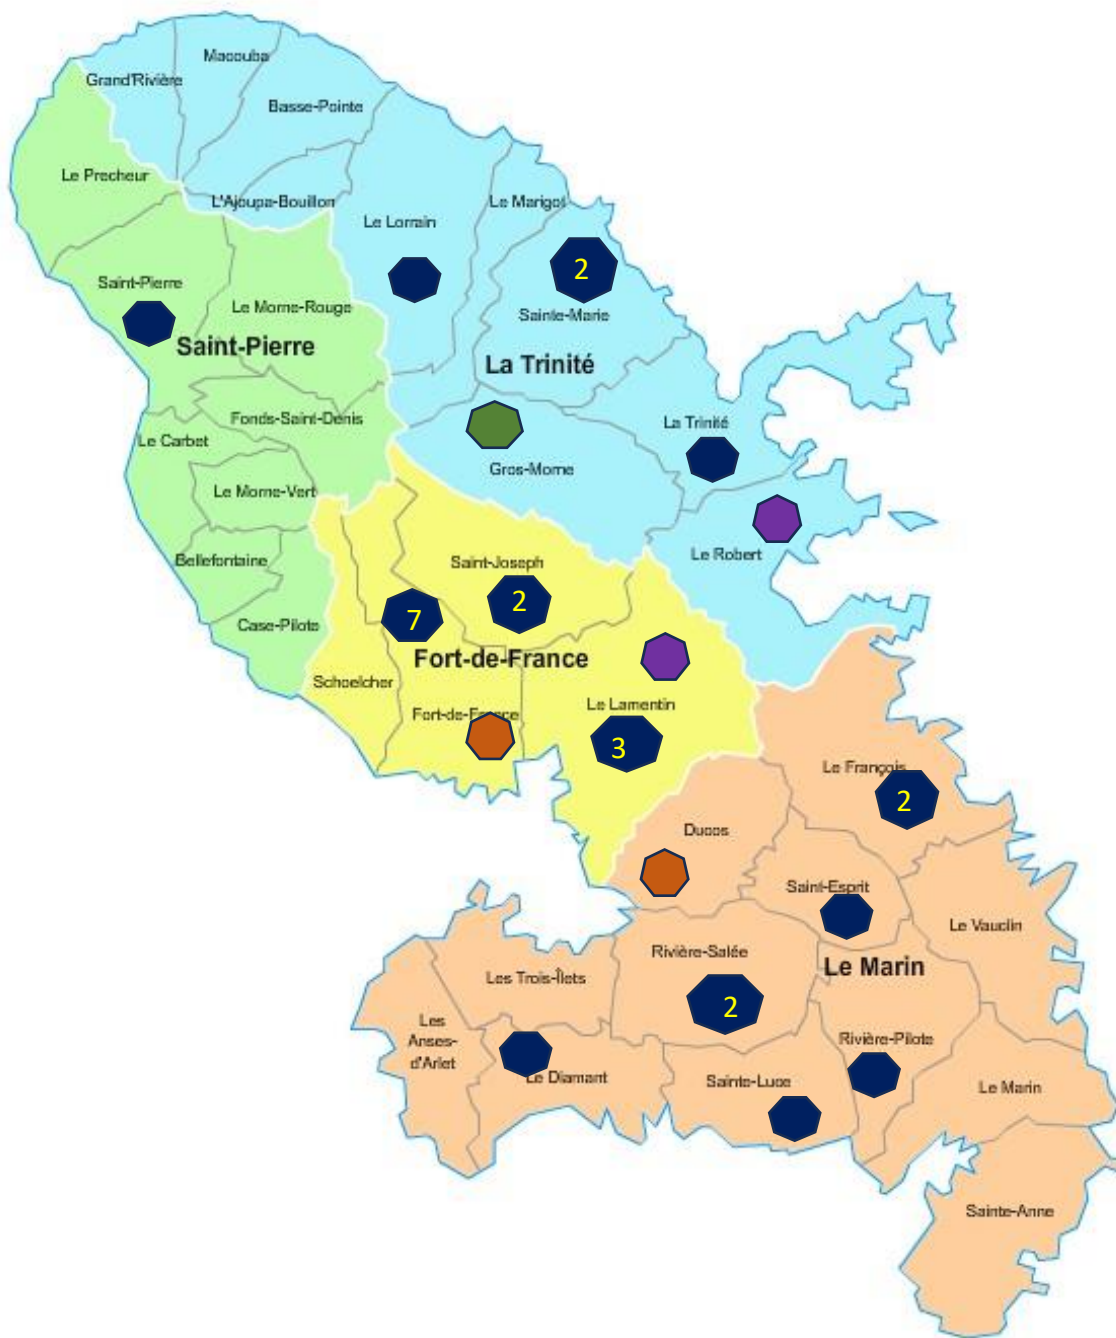 Macouba
Grand'Rivière
Basse-Pointe
Le Precheur
L'Ajoupa-Bouillon
Le Marigot
Le Lorrain
2
Saint-Pierre
Le Morne-Rouge
Sainte-Marie
Saint-Pierre
La Trinité
Fonds-Saint-Denis
La Trinité
Le Carbet
Gros-Morne
Le Morne-Vert
Le Robert
Bellefontaine
Saint-Joseph
2
7
Case-Pilote
Fort-de-France
Schoelcher
Le Lamentin
Fort-de-France
3
Le François
2
Ducos
Saint-Esprit
Le Vauclin
Rivière-Salée
Le Marin
Les Trois-Îlets
2
Les
Anses-
d'Arlet
Rivière-Pilote
Le Diamant
Sainte-Luce
Le Marin
Sainte-Anne